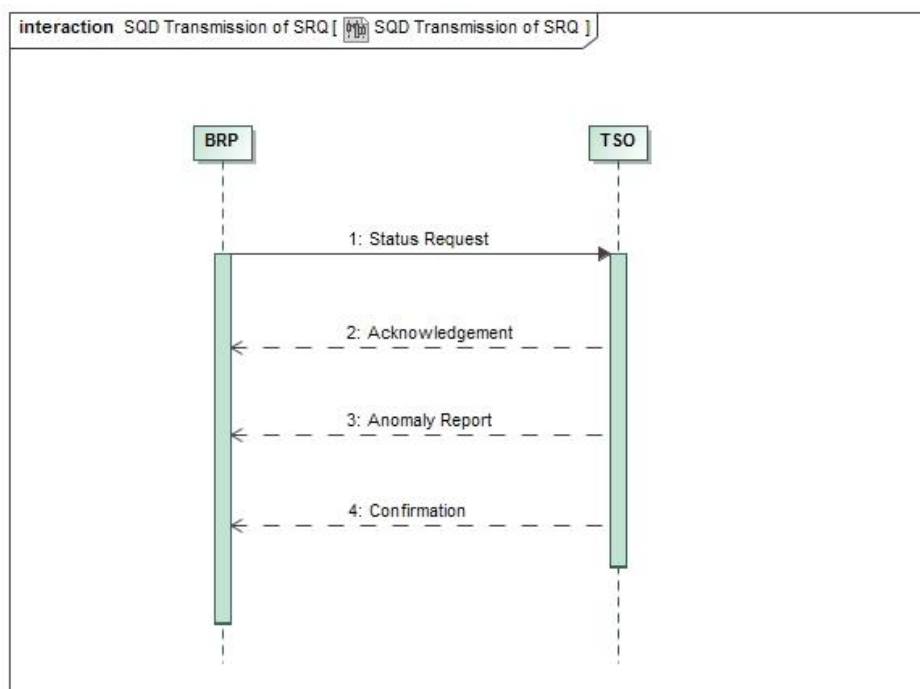 interaction SQD Transmission of SRQ [ SQD Transmission of SRQ ]
BRP
TSO
1: Status Request
2: Acknowledgement
3: Anomaly Report
4: Confirmation